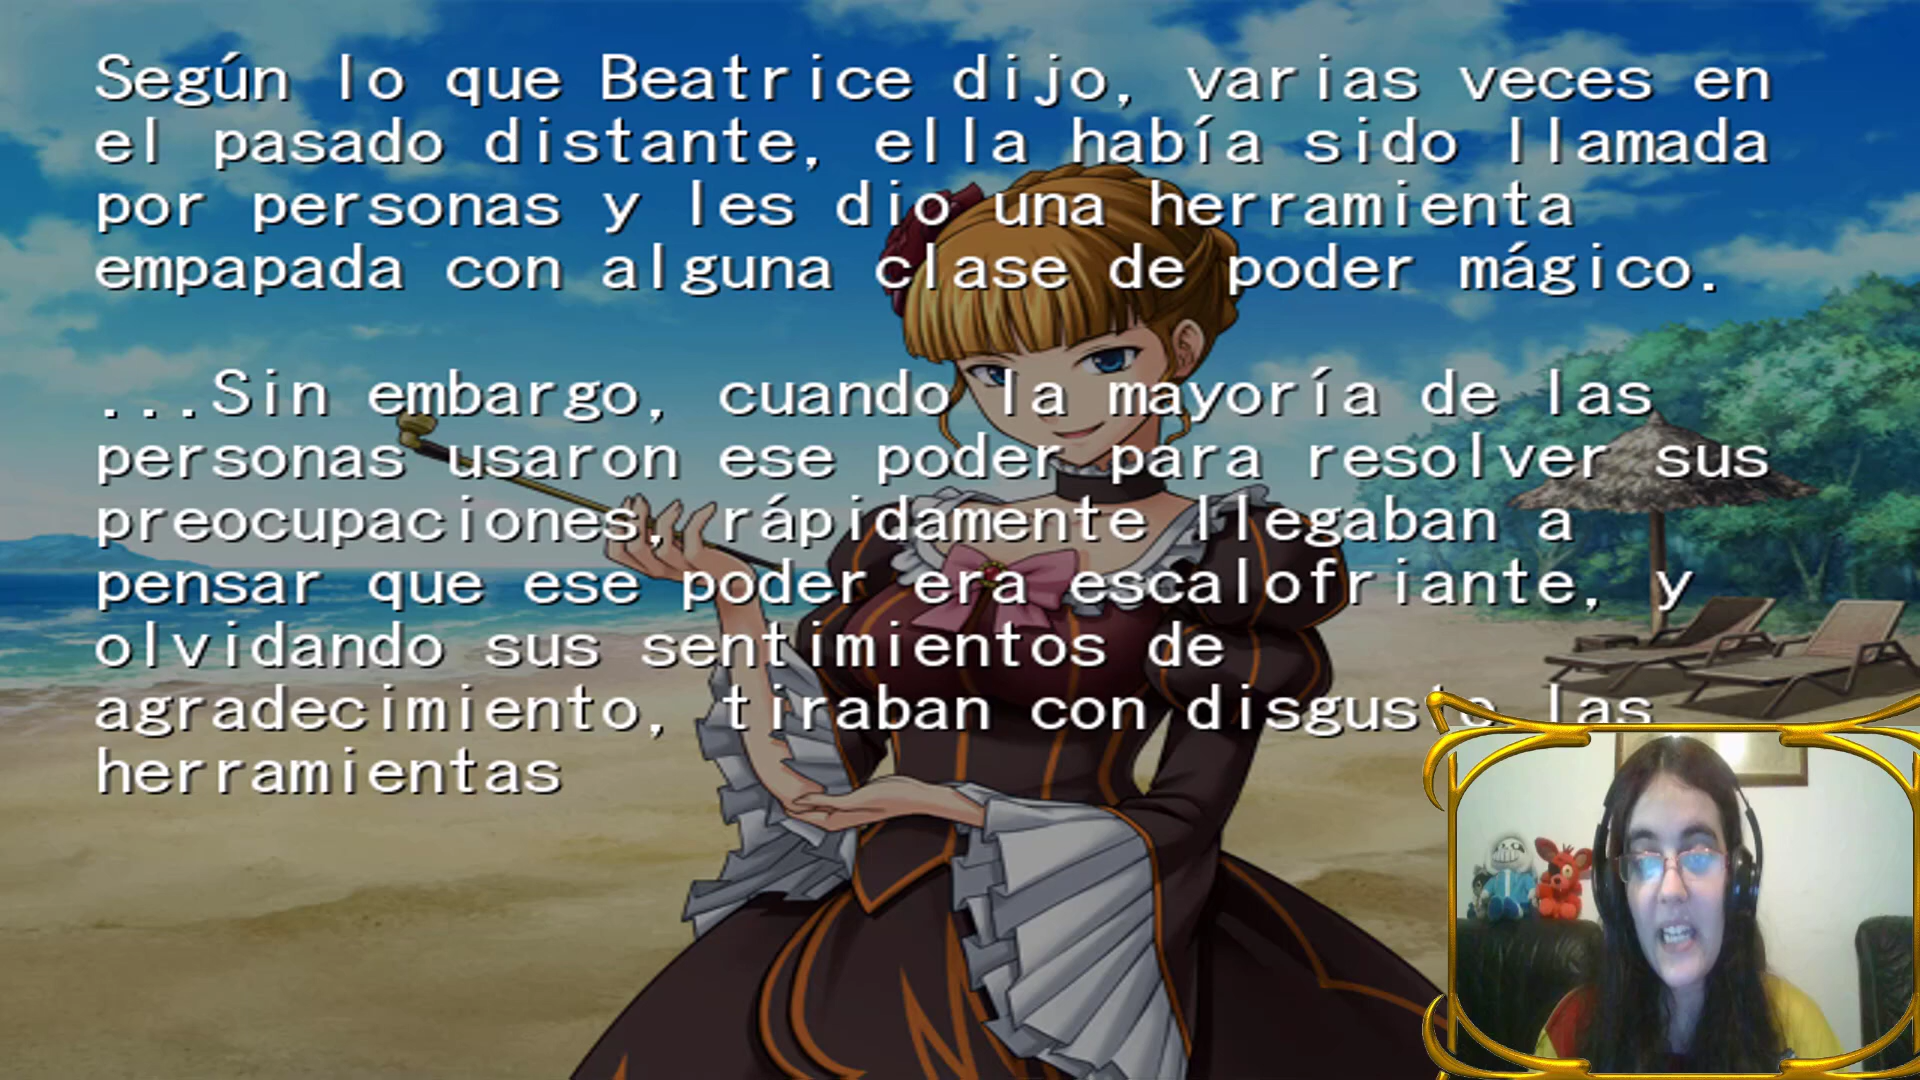 Según lo que Beatrice dijo, varias veces en
el pasado distante, ella había sido llamada
por personas y les dio una herramienta
empapada con alguna clase de poder mágico.
...Sin embargo, cuando la mayoría de las
personas usaron ese poder para resolver sus
preocupaciones, rápidamente llegaban a
pensar que ese poder era escalofriante, y
olvidando sus sentimientos de
agradecimiento, tiraban con disgusto las
herramientas